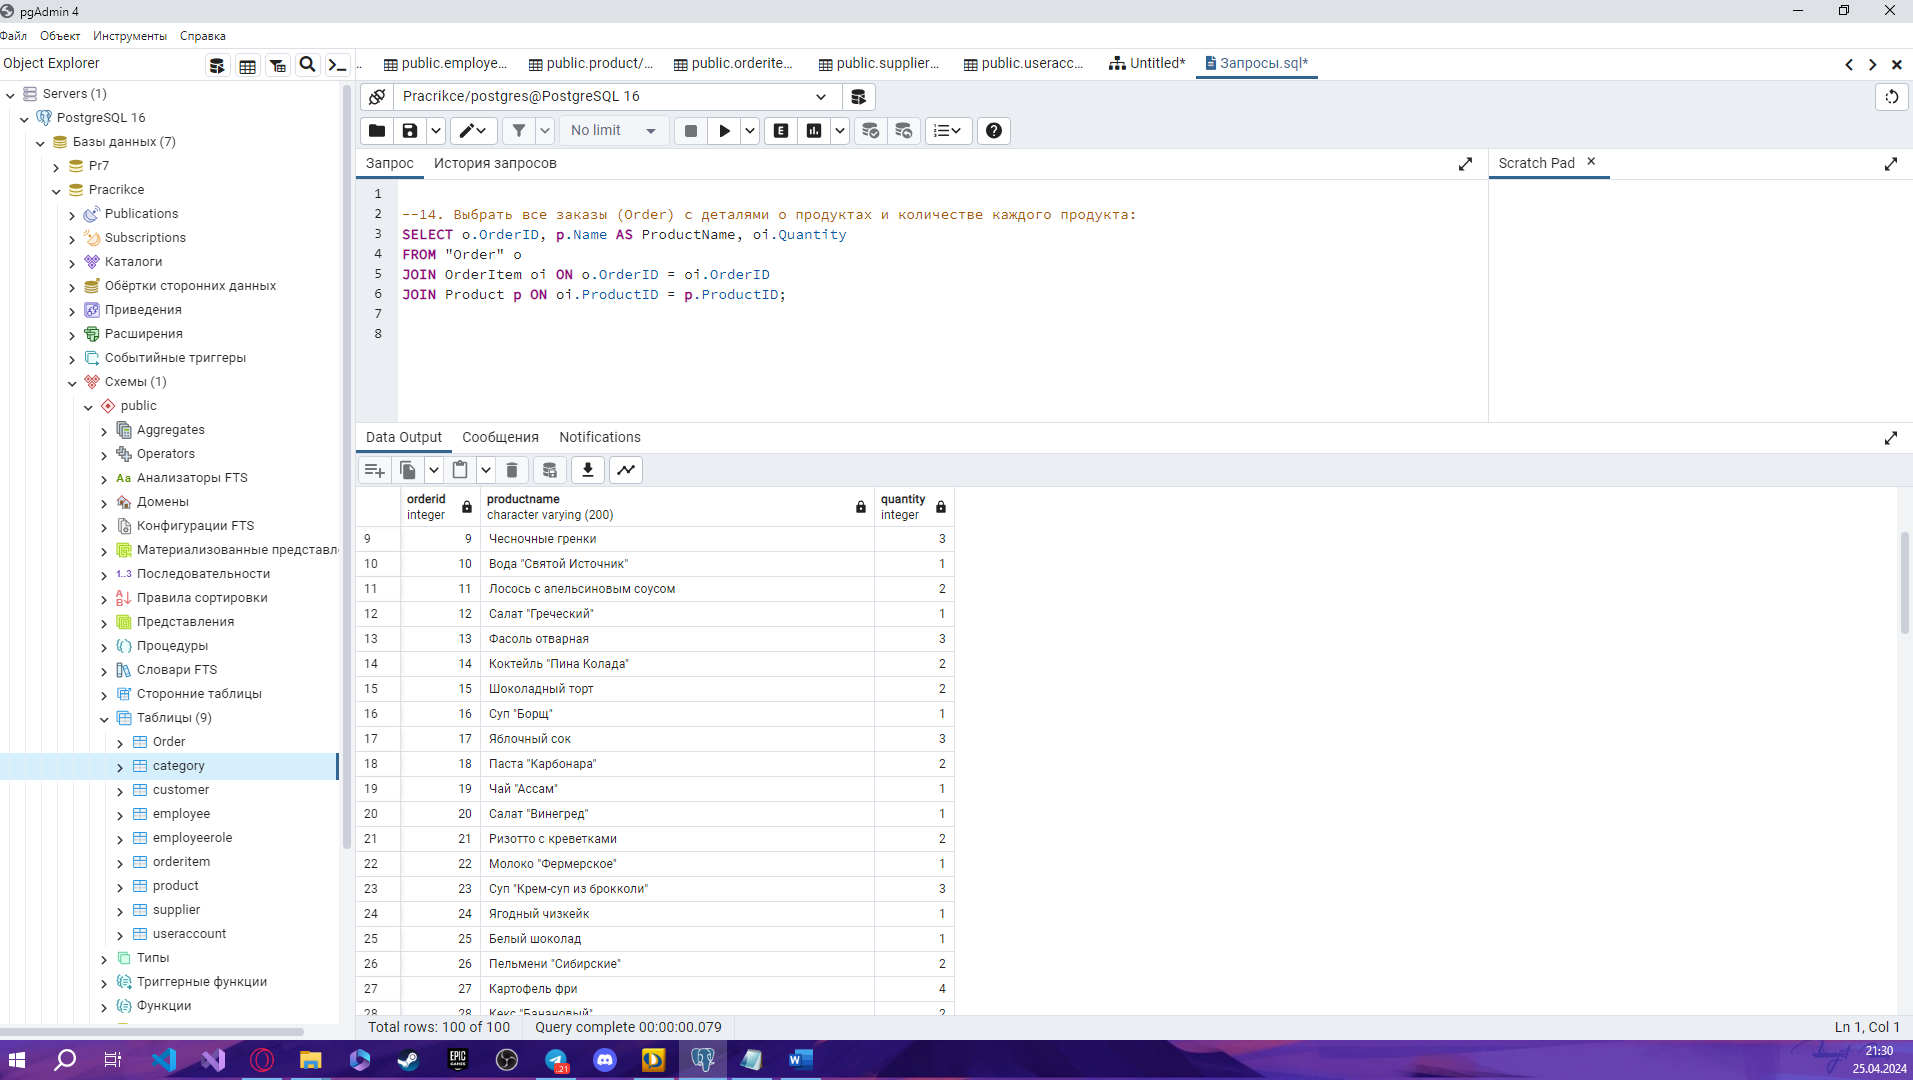 pgAdmin 4
Файл Объект Инструменты Справка
Object Explorer
public.employe... public.product/... public.orderite... public.supplier... public.useracc... Untitled* Запросы.sql*
Servers (1)
PostgreSQL 16
Базы данных (7)
Pr7
Pracrikce
Publications
Subscriptions
Каталоги
Обёртки сторонних данных
Приведения
Расширения
Событийные триггеры
Схемы (1)
public
Aggregates
Operators
Aa Анализаторы FTS
Домены
Конфигурации FTS
Материализованные представл
1..3 Последовательности
Правила сортировки
Представления
Процедуры
Словари FTS
Сторонние таблицы
Таблицы (9)
Order
category
customer
employee
employeerole
orderitem
product
supplier
useraccount
Типы
Триггерные функции
Функции
Pracrikce/postgres@PostgreSQL 16
No limit
E
Запрос История запросов
Scratch Pad
1
2 --14. Выбрать все заказы (Order) с деталями о продуктах и количестве каждого продукта:
3 SELECT o.OrderID, p.Name AS ProductName, oi.Quantity
4 FROM "Order" o
5 JOIN OrderItem oi ON o.OrderID = oi.OrderID
6 JOIN Product p ON oi.ProductID = p.ProductID;
7
8
Data Output Сообщения Notifications
orderid productname quantity
integer character varying (200) integer
9 9 Чесночные гренки 3
10 10 Вода "Святой Источник" 1
11 11 Лосось с апельсиновым соусом 2
12 12 Салат "Греческий" 1
13 13 Фасоль отварная 3
14 14 Коктейль "Пина Колада" 2
15 15 Шоколадный торт 2
16 16 Суп "Борщ" 1
17 17 Яблочный сок 3
18 18 Паста "Карбонара" 2
19 19 Чай "Ассам" 1
20 20 Салат "Винегред" 1
21 21 Ризотто с креветками 2
22 22 Молоко "Фермерское" 1
23 23 Суп "Крем-суп из брокколи" 3
24 24 Ягодный чизкейк 1
25 25 Белый шоколад 1
26 26 Пельмени "Сибирские" 2
27 27 Картофель фри 4
28 28 Кекс "Банановый" 2
Total rows: 100 of 100 Query complete 00:00:00.079
Ln 1, Col 1
EPIC GAMES
21
21:30
25.04.2024